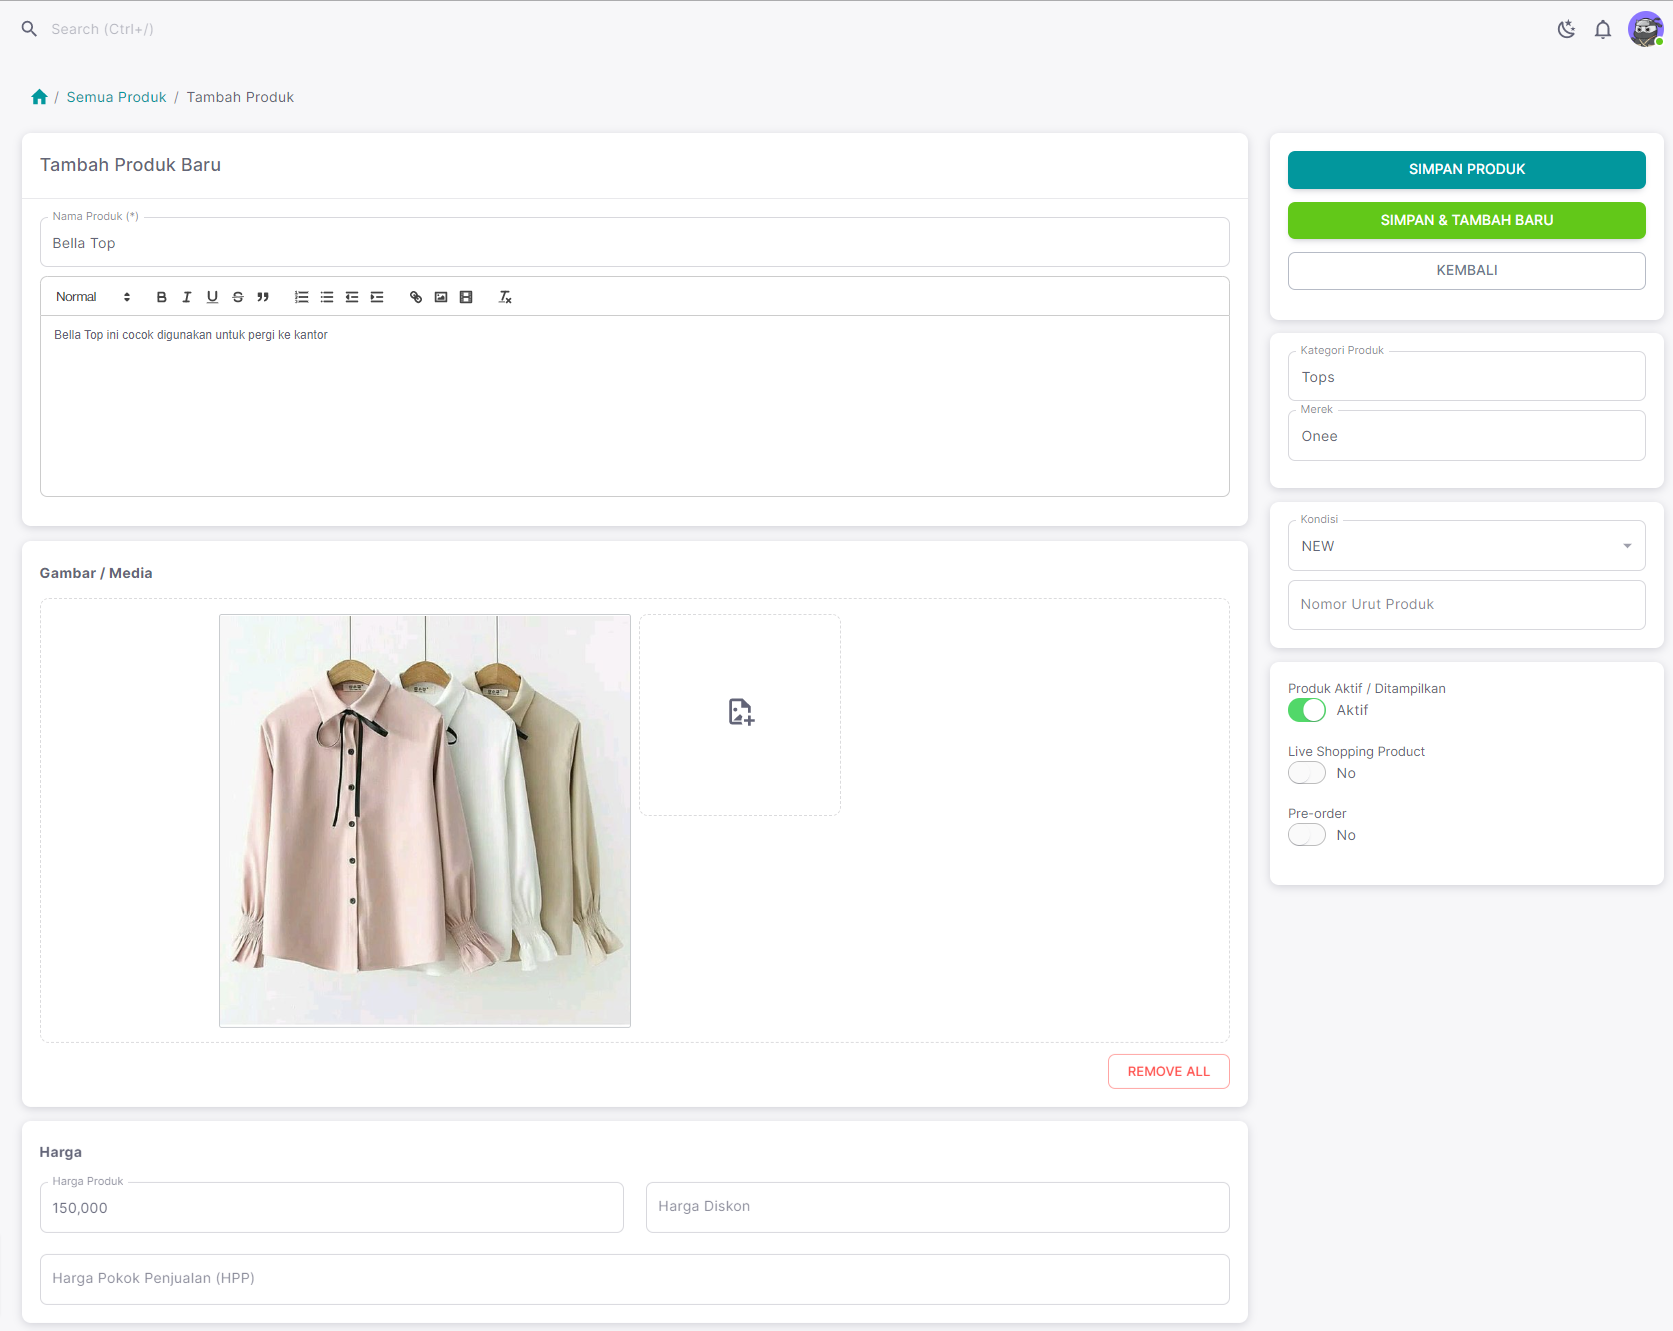 Search (Ctrl+/)
/ Semua Produk / Tambah Produk
Tambah Produk Baru
Nama Produk (*)
Bella Top
Normal
Bella Top ini cocok digunakan untuk pergi ke kantor
Gambar / Media
REMOVE ALL
Harga
Harga Produk
150,000
Harga Diskon
Harga Pokok Penjualan (HPP)
SIMPAN PRODUK
SIMPAN & TAMBAH BARU
KEMBALI
Kategori Produk
Tops
Merek
Onee
Kondisi
NEW
Nomor Urut Produk
Produk Aktif / Ditampilkan
Aktif
Live Shopping Product
No
Pre-order
No